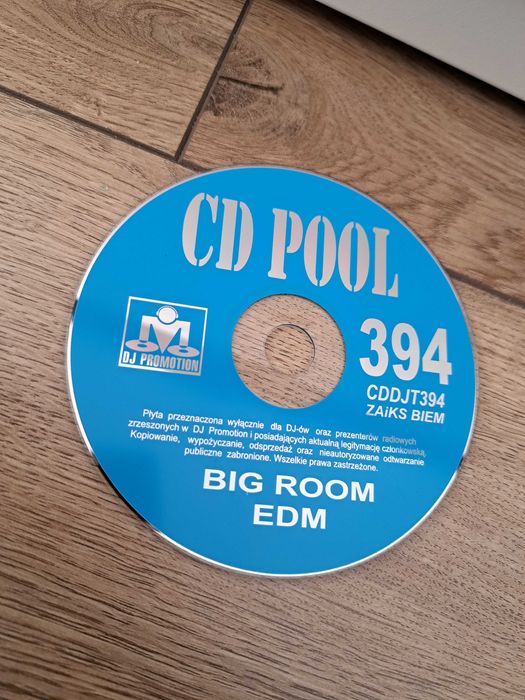 CD POOL
394
CDDJT394
ZAiKS BIEM
M
DJ PROMOTION
Płyta przeznaczona wyłącznie dla DJ-ów oraz prezenterów radiowych
zrzeszonych w DJ Promotion i posiadających aktualną legitymację członkowską.
Kopiowanie, wypożyczanie, odsprzedaż oraz nieautoryzowane odtwarzanie
publiczne zabronione. Wszelkie prawa zastrzeżone.
BIG ROOM
EDM